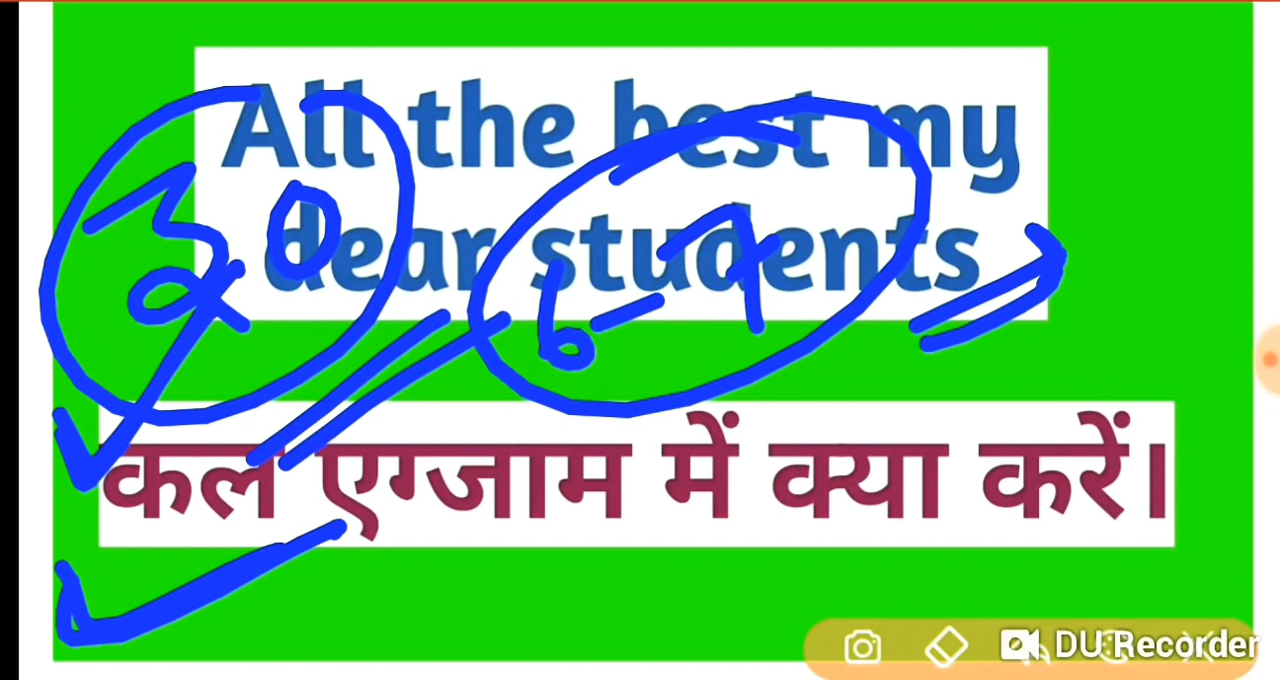 All the best my
dear students
30
6-7
कल एग्जाम में क्या करें।
DU Recorder